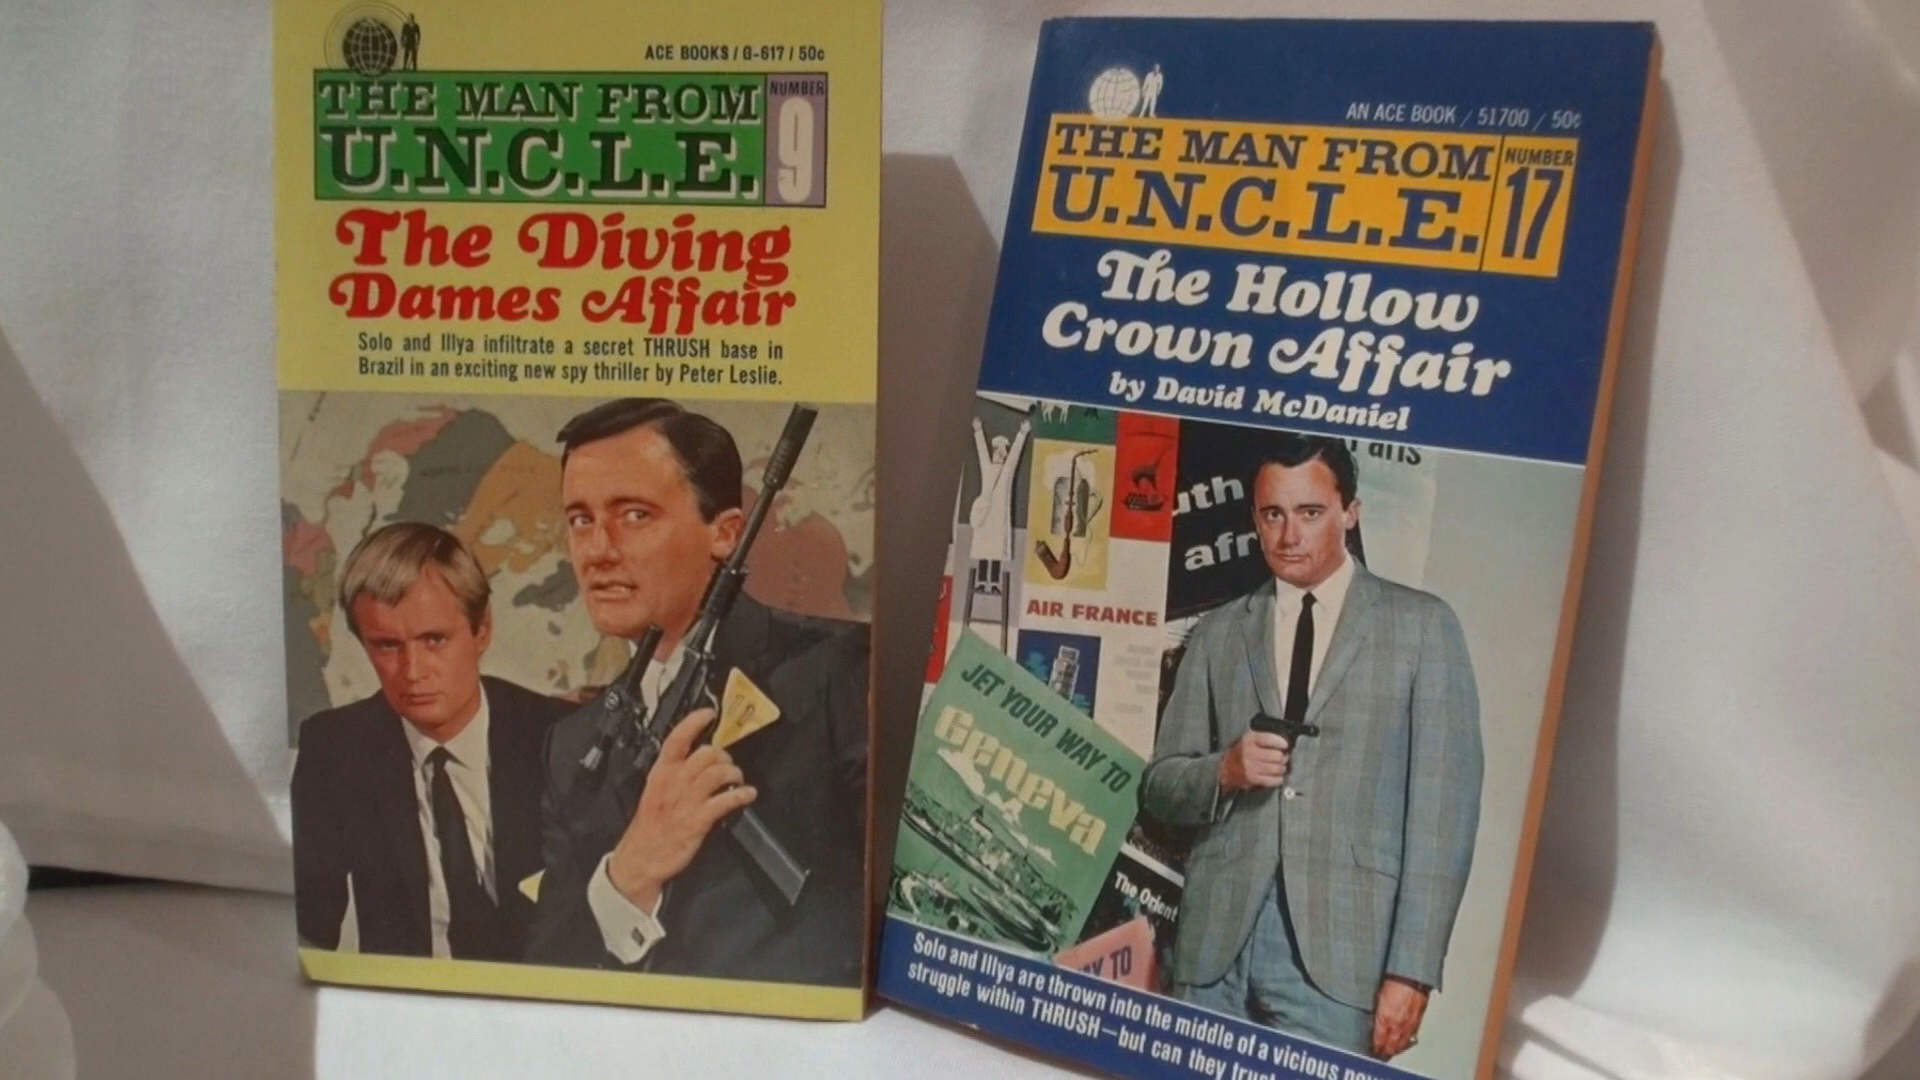 ACE BOOKS / G-617 / 50¢
THE MAN FROM
U.N.C.L.E.
NUMBER
9
The Diving
Dames Affair
Solo and Illya infiltrate a secret THRUSH base in
Brazil in an exciting new spy thriller by Peter Leslie.
AN ACE BOOK / 51700 / 50¢
THE MAN FROM
U.N.C.L.E.
NUMBER
17
The Hollow
Crown Affair
by David McDaniel
AIR FRANCE
JET YOUR WAY TO
Geneva
The Orient
TO
Solo and Illya are thrown into the middle of a vicious
struggle within THRUSH—but can they